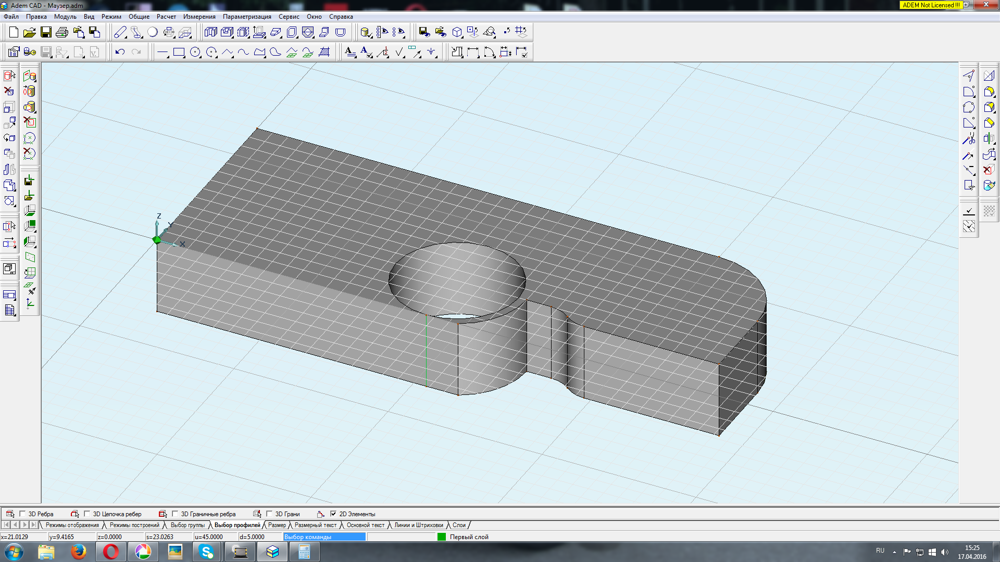 Adem CAD - Маузер.adm
ADEM Not Licensed !!!
Файл Правка Модуль Вид Режим Общие Расчет Измерения Параметризация Сервис Окно Справка
Z
Y
X
3D Ребра 3D Цепочка ребер 3D Граничные ребра 3D Грани 2D Элементы
Режимы отображения Режимы построений Выбор группы Выбор профилей Размер Размерный текст Основной текст Линии и Штриховки Слои
x=21.0129 y=9.4165 z=0.0000 s=23.0263 u=45.0000 d=5.0000 Выбор команды Первый слой
RU
15:25
17.04.2016